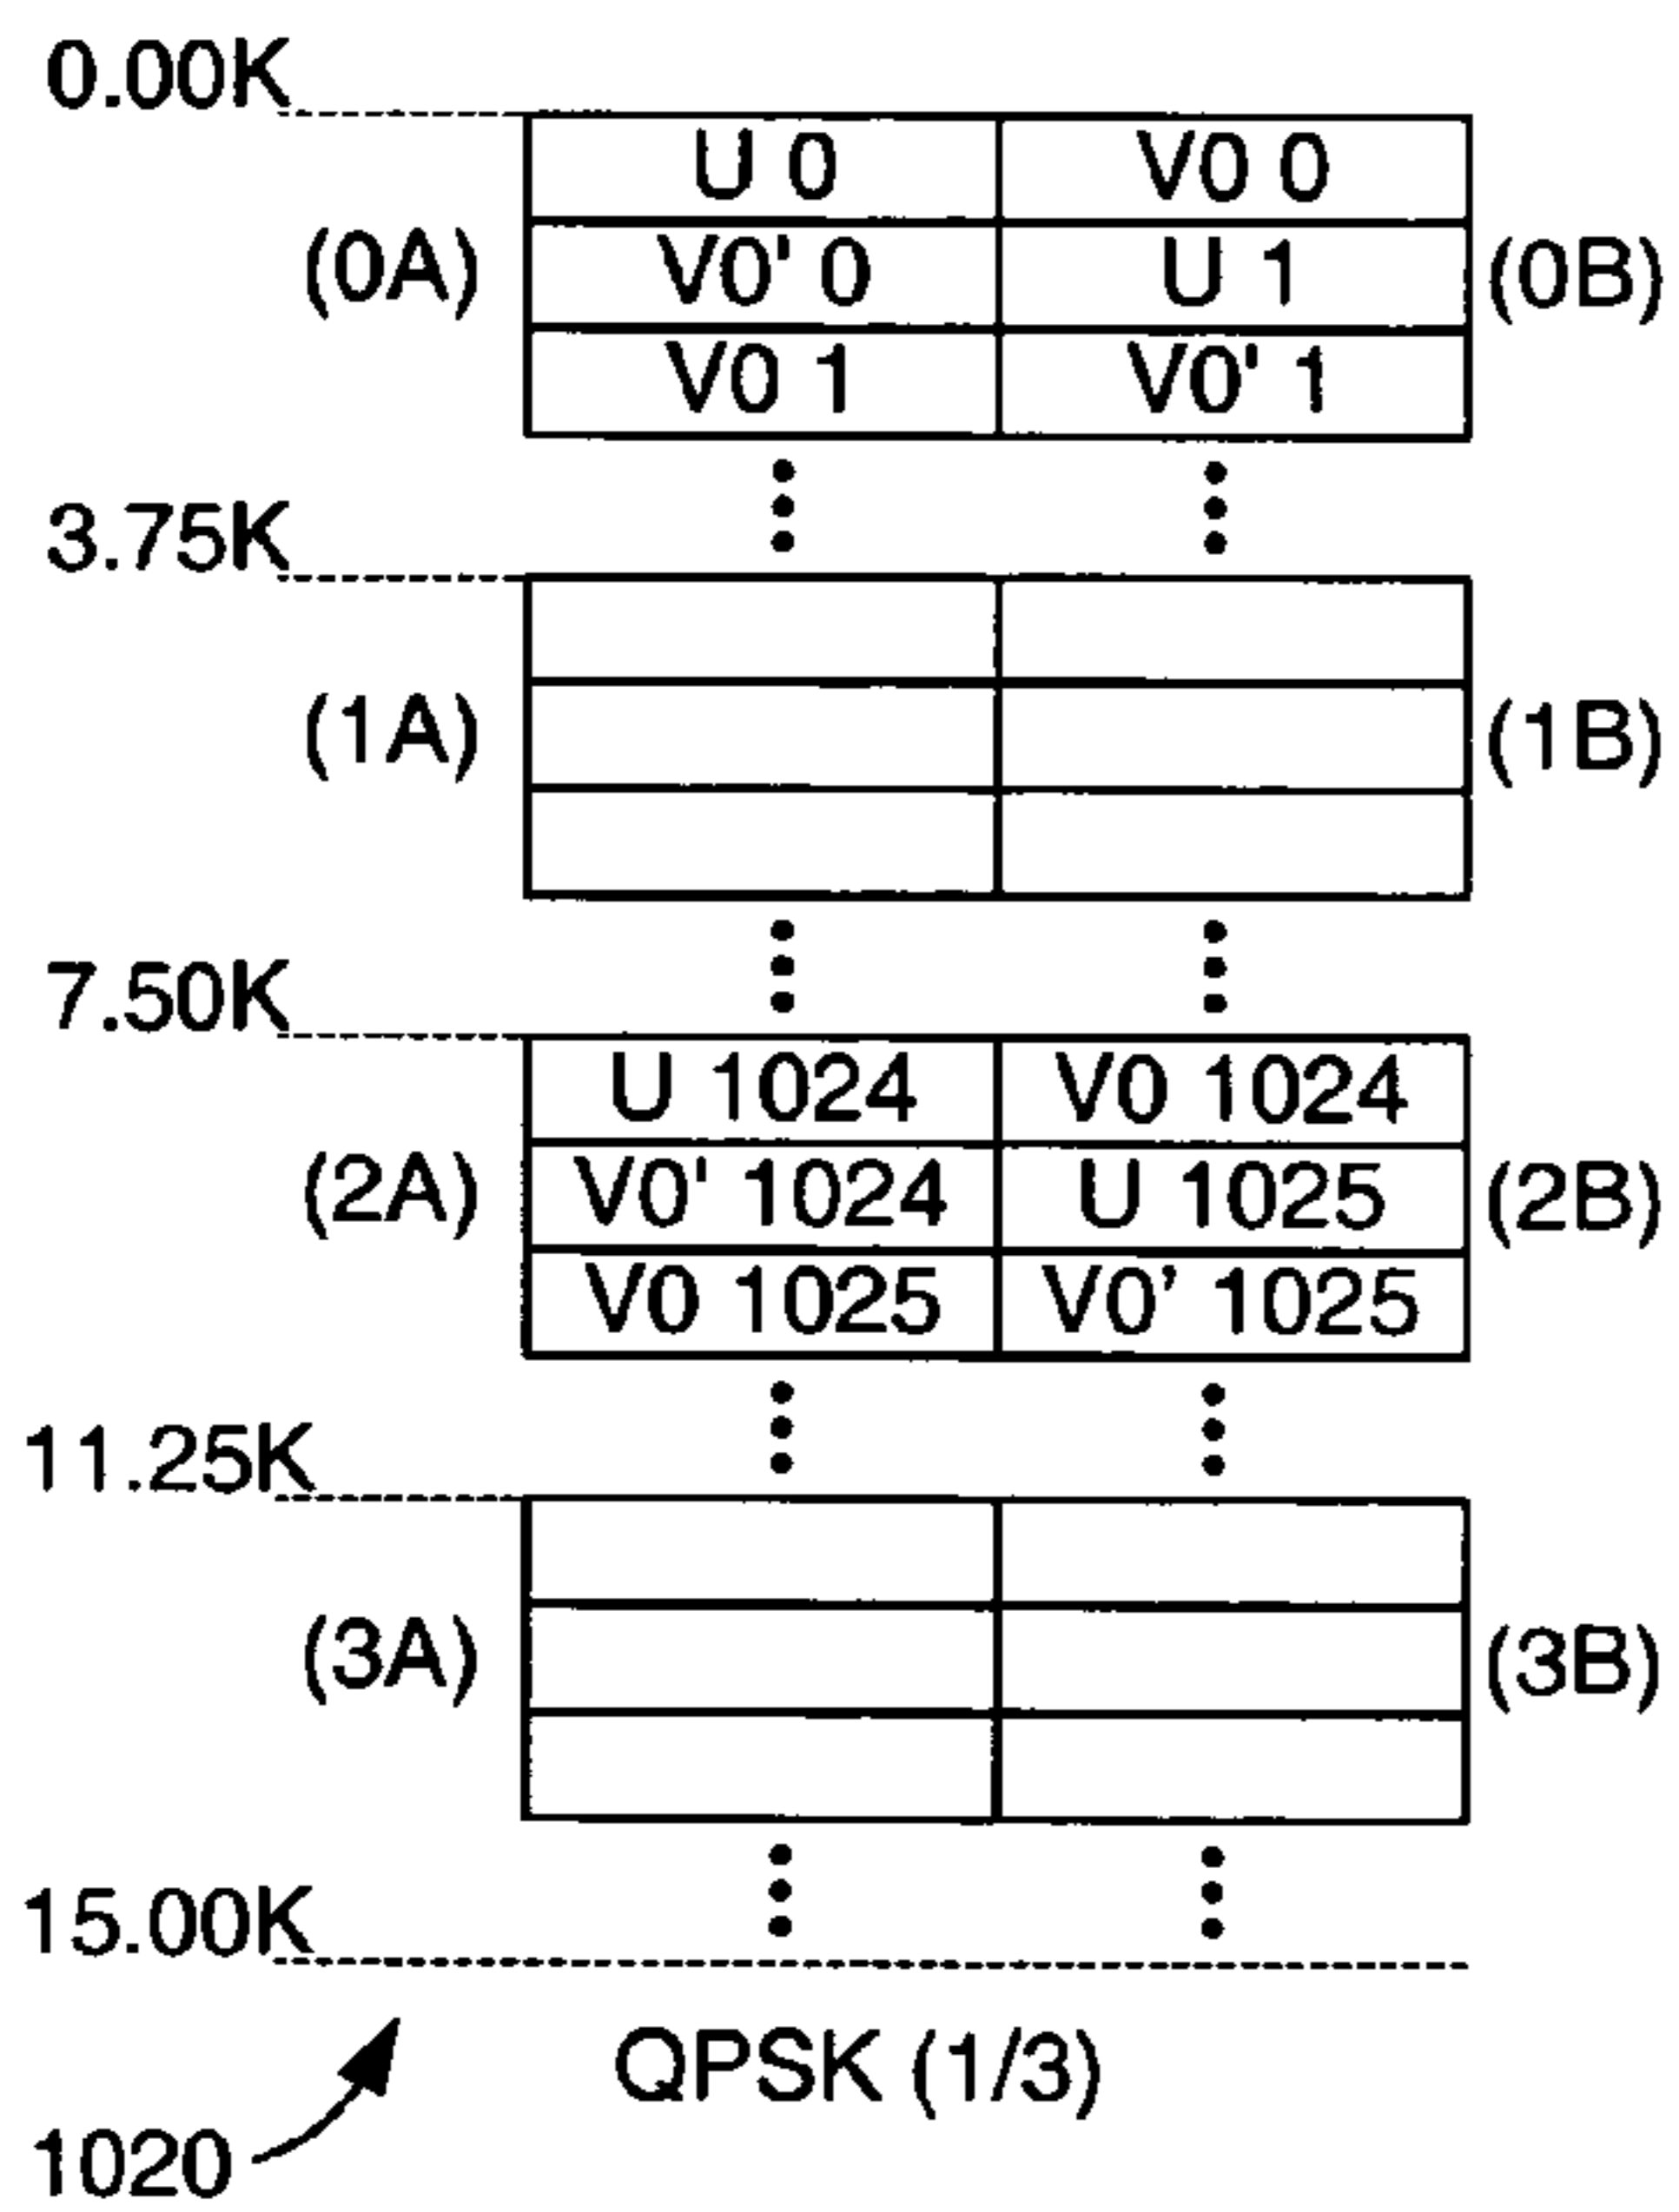 0.00K
U 0 V0 0
(0A) V0' 0 U 1 (0B)
V0 1 V0' 1
3.75K
(1A) (1B)
7.50K
U 1024 V0 1024
(2A) V0' 1024 U 1025 (2B)
V0 1025 V0’ 1025
11.25K
(3A) (3B)
15.00K
QPSK (1/3)
1020